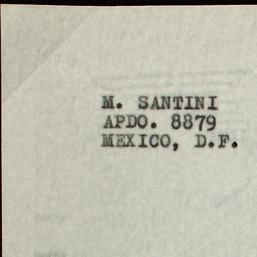 M. SANTINI
APDO. 8879
MEXICO, D.F.